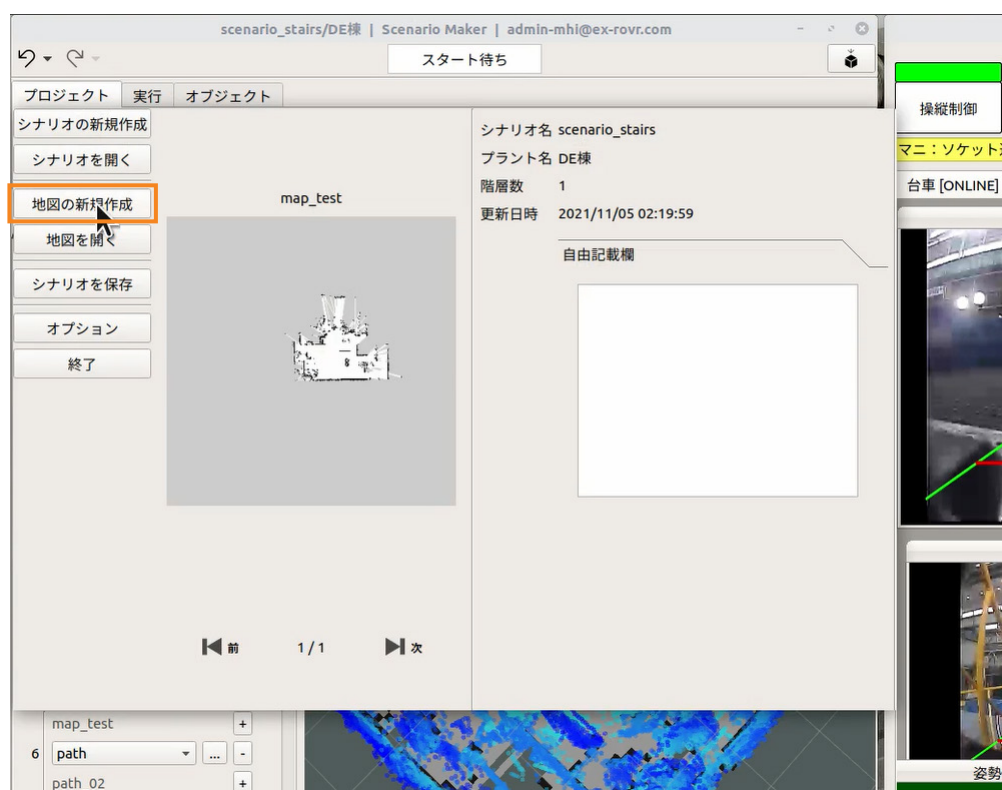 scenario_stairs/DE棟 | Scenario Maker | admin-mhi@ex-rovr.com
スタート待ち
プロジェクト 実行 オブジェクト
シナリオの新規作成
シナリオを開く
地図の新規作成
地図を開く
シナリオを保存
オプション
終了
map_test
前 1 / 1 次
シナリオ名 scenario_stairs
プラント名 DE棟
階層数 1
更新日時 2021/11/05 02:19:59
自由記載欄
操縦制御
マニ：ソケット
台車 [ONLINE]
map_test +
6 path ... -
path_02 +
姿勢